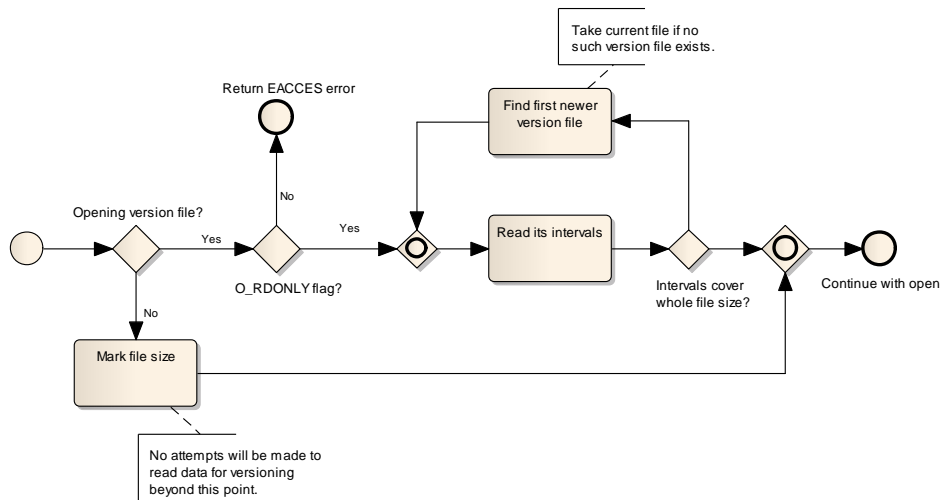 Take current file if no
such version file exists.
Return EACCES error
Find first newer
version file
No
Opening version file?
Yes
Yes
Read its intervals
O_RDONLY flag?
Intervals cover
whole file size?
Continue with open
No
Mark file size
No attempts will be made to
read data for versioning
beyond this point.